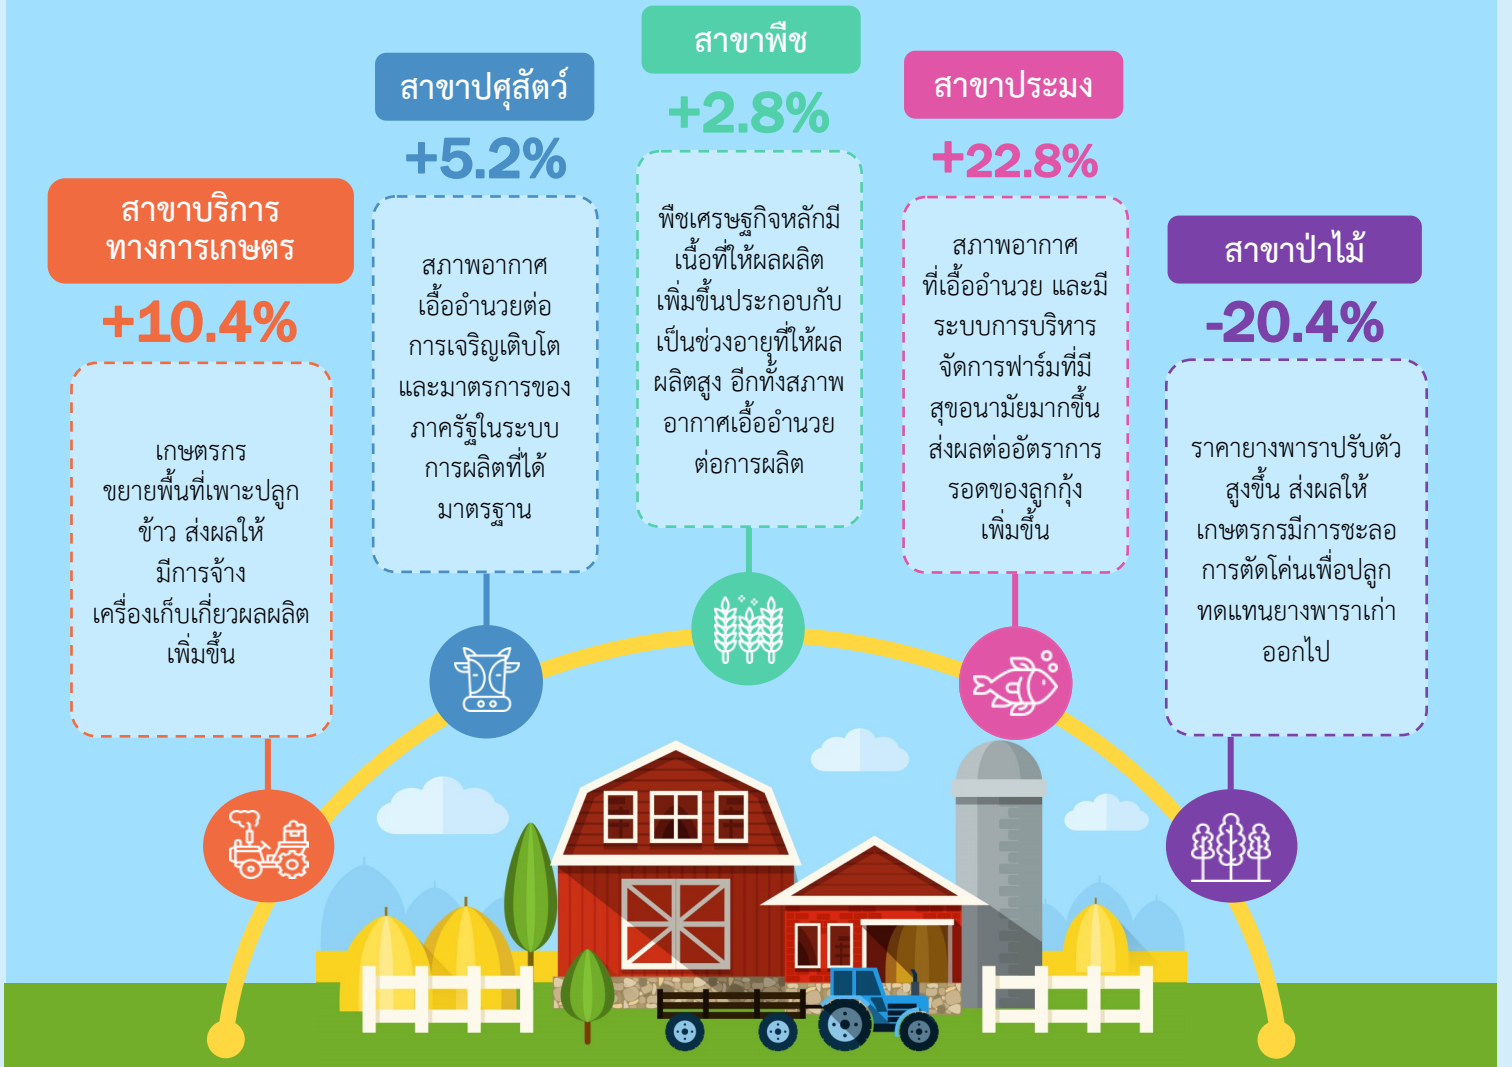 สาขาบริการ
ทางการเกษตร
+10.4%
เกษตรกร
ขยายพื้นที่เพาะปลูก
ข้าว ส่งผลให้
มีการจ้าง
เครื่องเก็บเกี่ยวผลผลิต
เพิ่มขึ้น
สาขาปศุสัตว์
+5.2%
สภาพอากาศ
เอื้ออำนวยต่อ
การเจริญเติบโต
และมาตรการของ
ภาครัฐในระบบ
การผลิตที่ได้
มาตรฐาน
สาขาพืช
+2.8%
พืชเศรษฐกิจหลักมี
เนื้อที่ให้ผลผลิต
เพิ่มขึ้นประกอบกับ
เป็นช่วงอายุที่ให้ผล
ผลิตสูง อีกทั้งสภาพ
อากาศเอื้ออำนวย
ต่อการผลิต
สาขาประมง
+22.8%
สภาพอากาศ
ที่เอื้ออำนวย และมี
ระบบการบริหาร
จัดการฟาร์มที่มี
สุขอนามัยมากขึ้น
ส่งผลต่ออัตราการ
รอดของลูกกุ้ง
เพิ่มขึ้น
สาขาป่าไม้
-20.4%
ราคายางพาราปรับตัว
สูงขึ้น ส่งผลให้
เกษตรกรมีการชะลอ
การตัดโค่นเพื่อปลูก
ทดแทนยางพาราเก่า
ออกไป